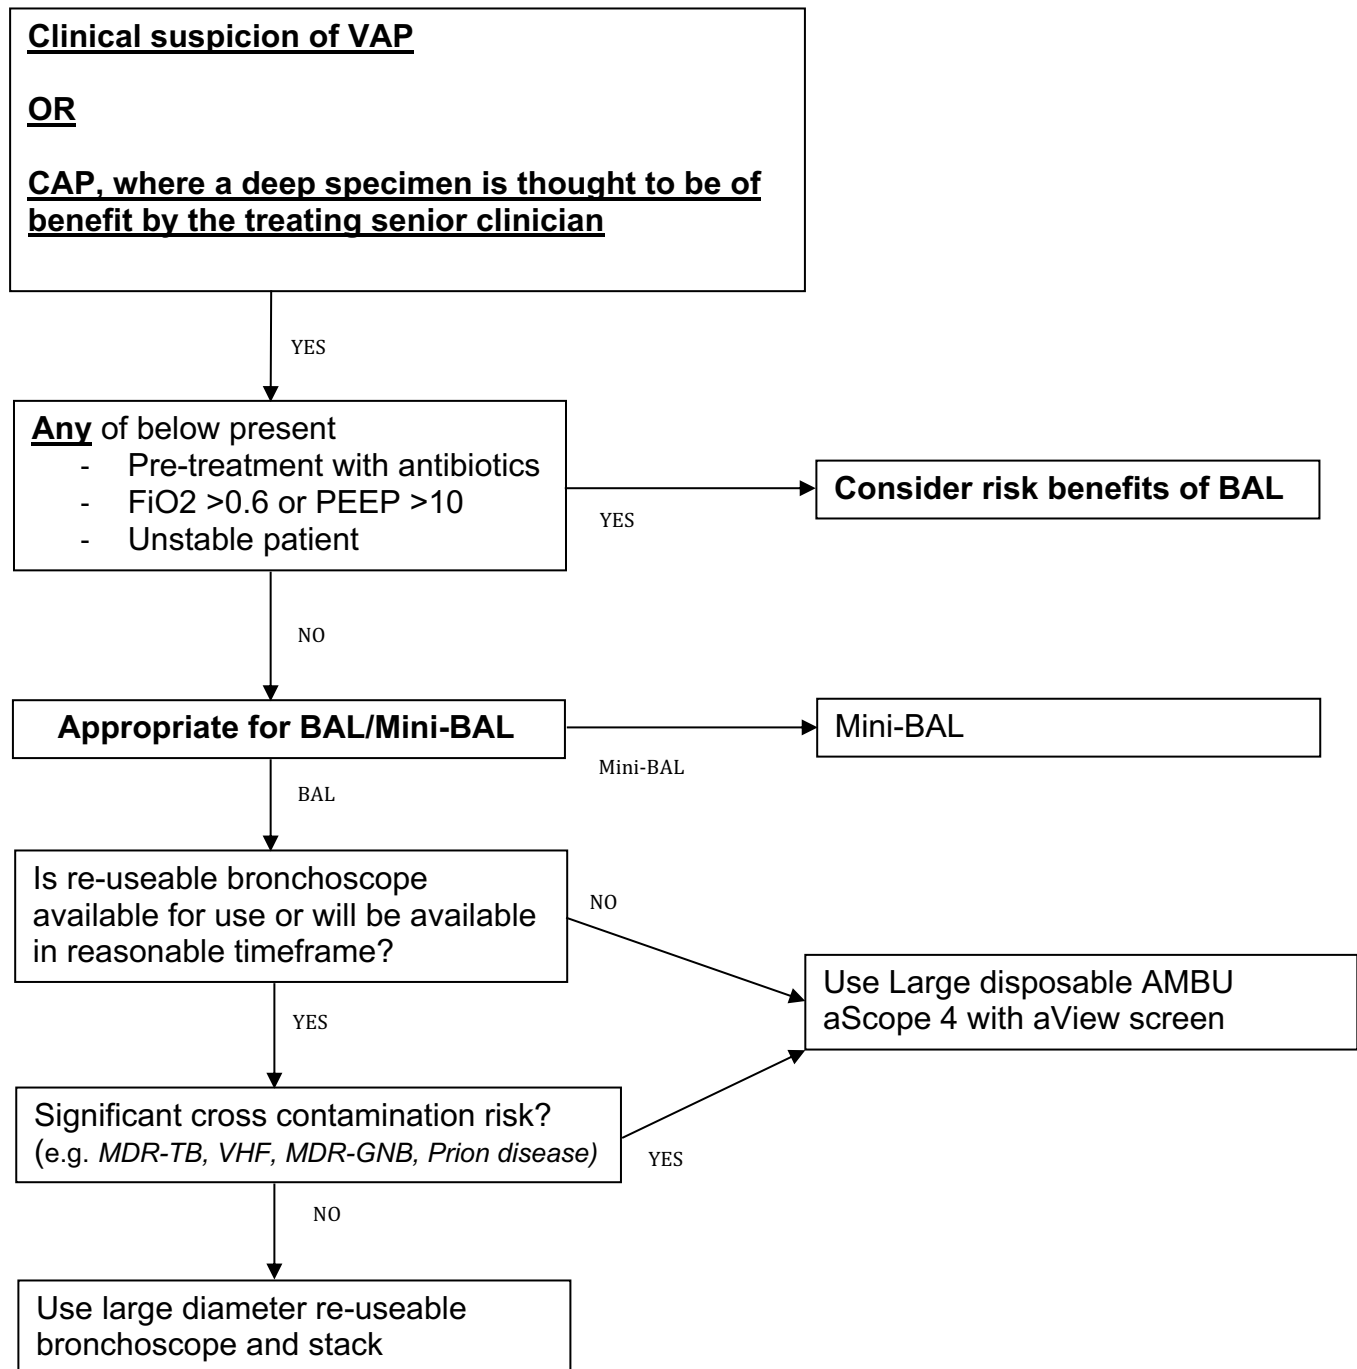 Clinical suspicion of VAP
OR
CAP, where a deep specimen is thought to be of
benefit by the treating senior clinician
YES
Any of below present
- Pre-treatment with antibiotics
- FiO2 >0.6 or PEEP >10
- Unstable patient
YES
Consider risk benefits of BAL
NO
Appropriate for BAL/Mini-BAL
Mini-BAL
Mini-BAL
BAL
Is re-useable bronchoscope
available for use or will be available
in reasonable timeframe?
NO
Use Large disposable AMBU
aScope 4 with aView screen
YES
Significant cross contamination risk?
(e.g. MDR-TB, VHF, MDR-GNB, Prion disease)
YES
NO
Use large diameter re-useable
bronchoscope and stack